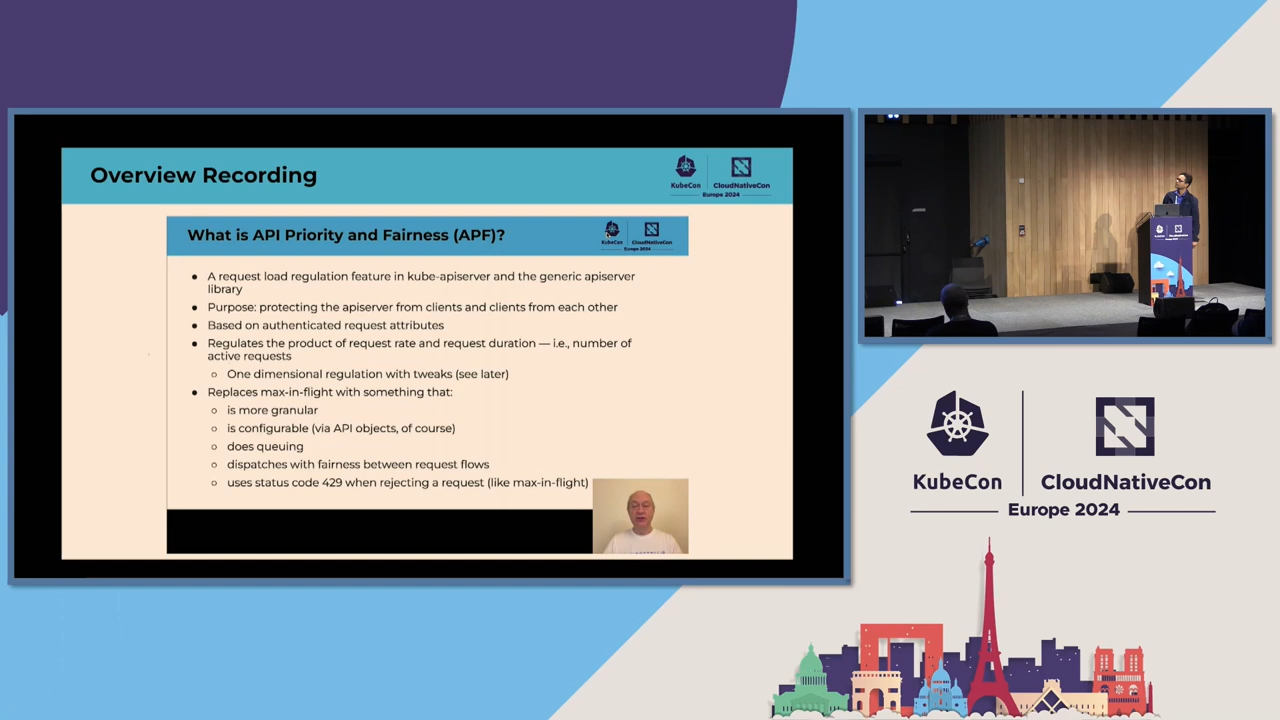 Overview Recording
KubeCon
CloudNativeCon
Europe 2024
What is API Priority and Fairness (APF)?
KubeCon
CloudNativeCon
Europe 2024
● A request load regulation feature in kube-apiserver and the generic apiserver
library
● Purpose: protecting the apiserver from clients and clients from each other
● Based on authenticated request attributes
● Regulates the product of request rate and request duration — i.e., number of
active requests
○ One dimensional regulation with tweaks (see later)
● Replaces max-in-flight with something that:
○ is more granular
○ is configurable (via API objects, of course)
○ does queuing
○ dispatches with fairness between request flows
○ uses status code 429 when rejecting a request (like max-in-flight)
KubeCon
CloudNativeCon
Europe 2024